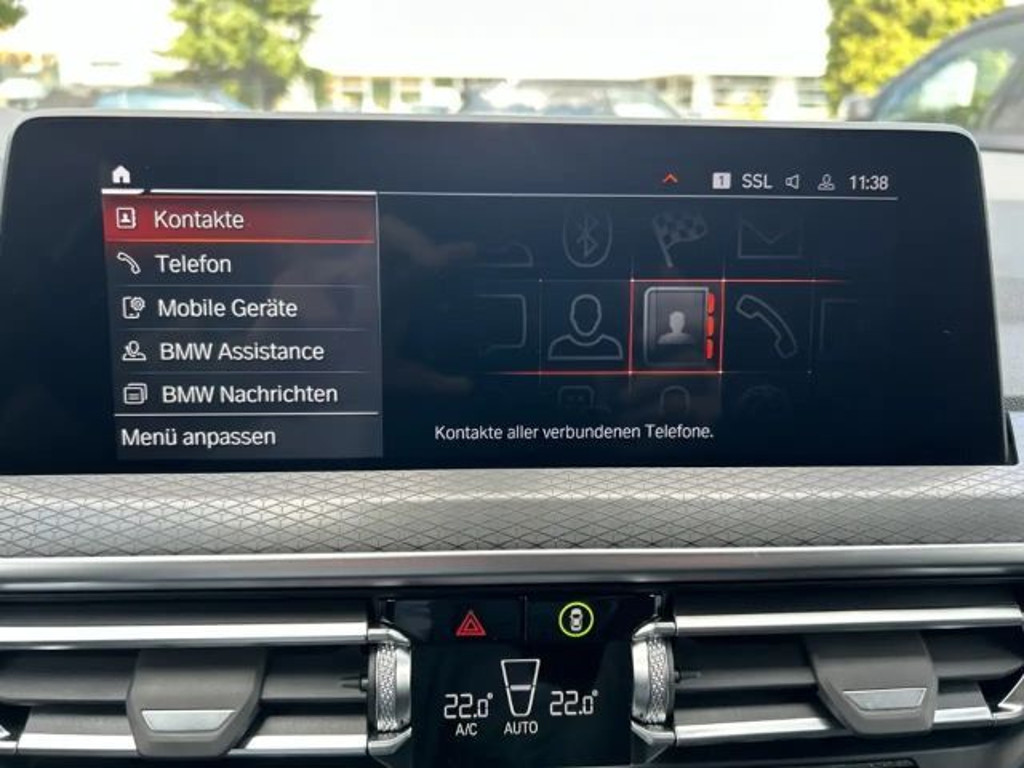 1 SSL 11:38
Kontakte
Telefon
Mobile Geräte
BMW Assistance
BMW Nachrichten
Menü anpassen
Kontakte aller verbundenen Telefone.
22.0° 22.0°
A/C AUTO